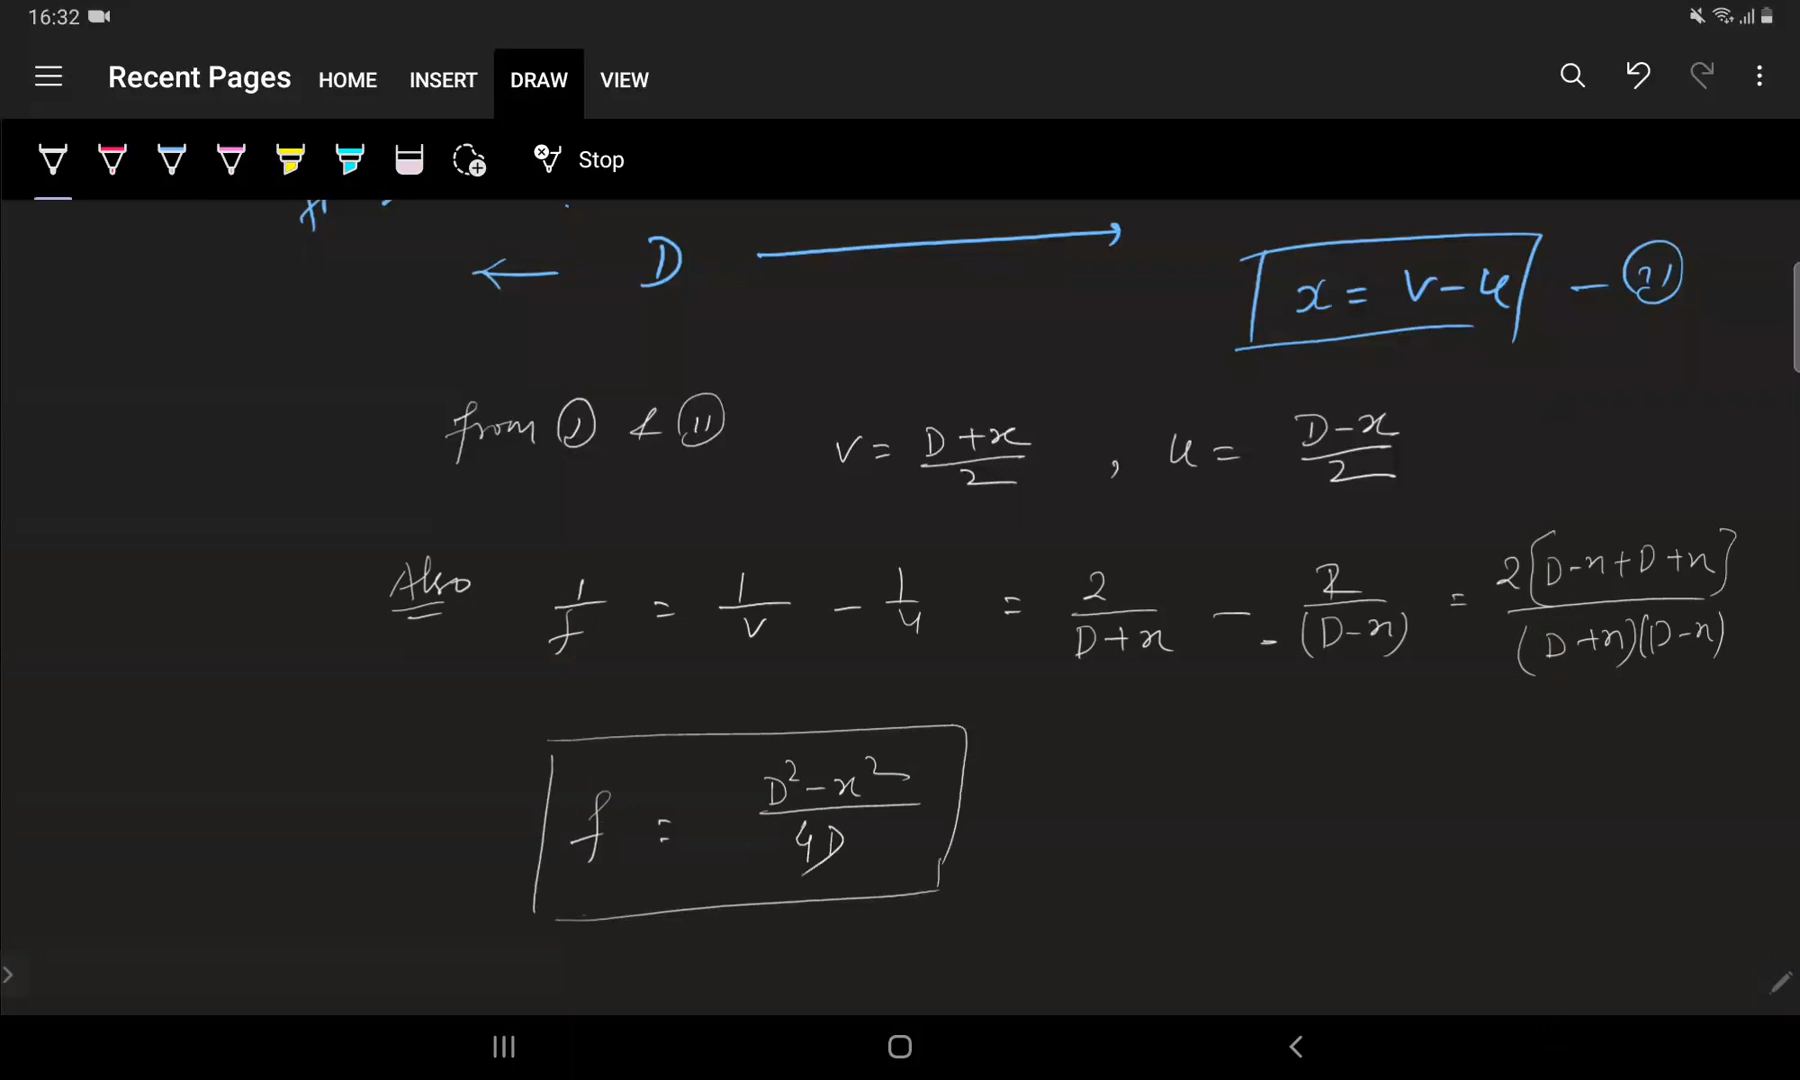 16:32
Recent Pages HOME INSERT DRAW VIEW
Stop
D
x = v - u - (ii)
from (i) & (ii) v = D+x/2 , u = D-x/2
Also 1/f = 1/v - 1/u = 2/D+x - 2/-(D-x) = 2[D-x+D+x]/(D+x)(D-x)
f = D²-x²/4D